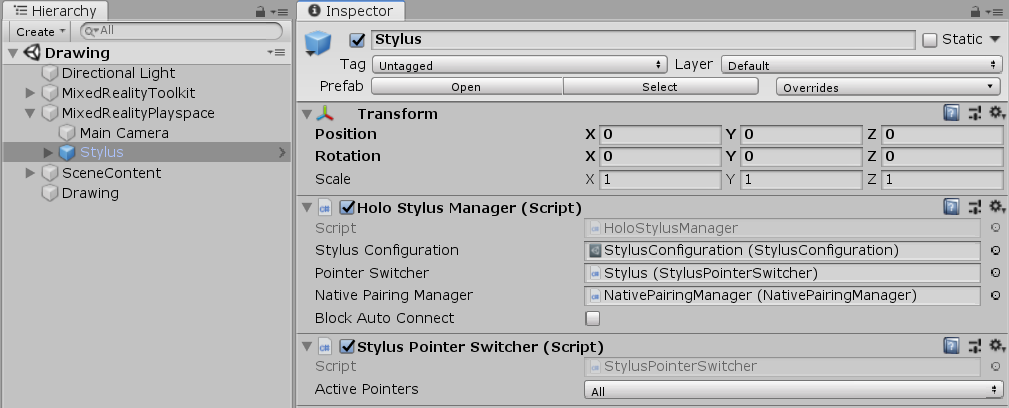 Hierarchy
Create
All
Drawing
Directional Light
MixedRealityToolkit
MixedRealityPlayspace
Main Camera
Stylus
SceneContent
Drawing
Inspector
Stylus
Static
Tag Untagged Layer Default
Prefab Open Select Overrides
Transform
Position X 0 Y 0 Z 0
Rotation X 0 Y 0 Z 0
Scale X 1 Y 1 Z 1
Holo Stylus Manager (Script)
Script HoloStylusManager
Stylus Configuration StylusConfiguration (StylusConfiguration)
Pointer Switcher Stylus (StylusPointerSwitcher)
Native Pairing Manager NativePairingManager (NativePairingManager)
Block Auto Connect
Stylus Pointer Switcher (Script)
Script StylusPointerSwitcher
Active Pointers All